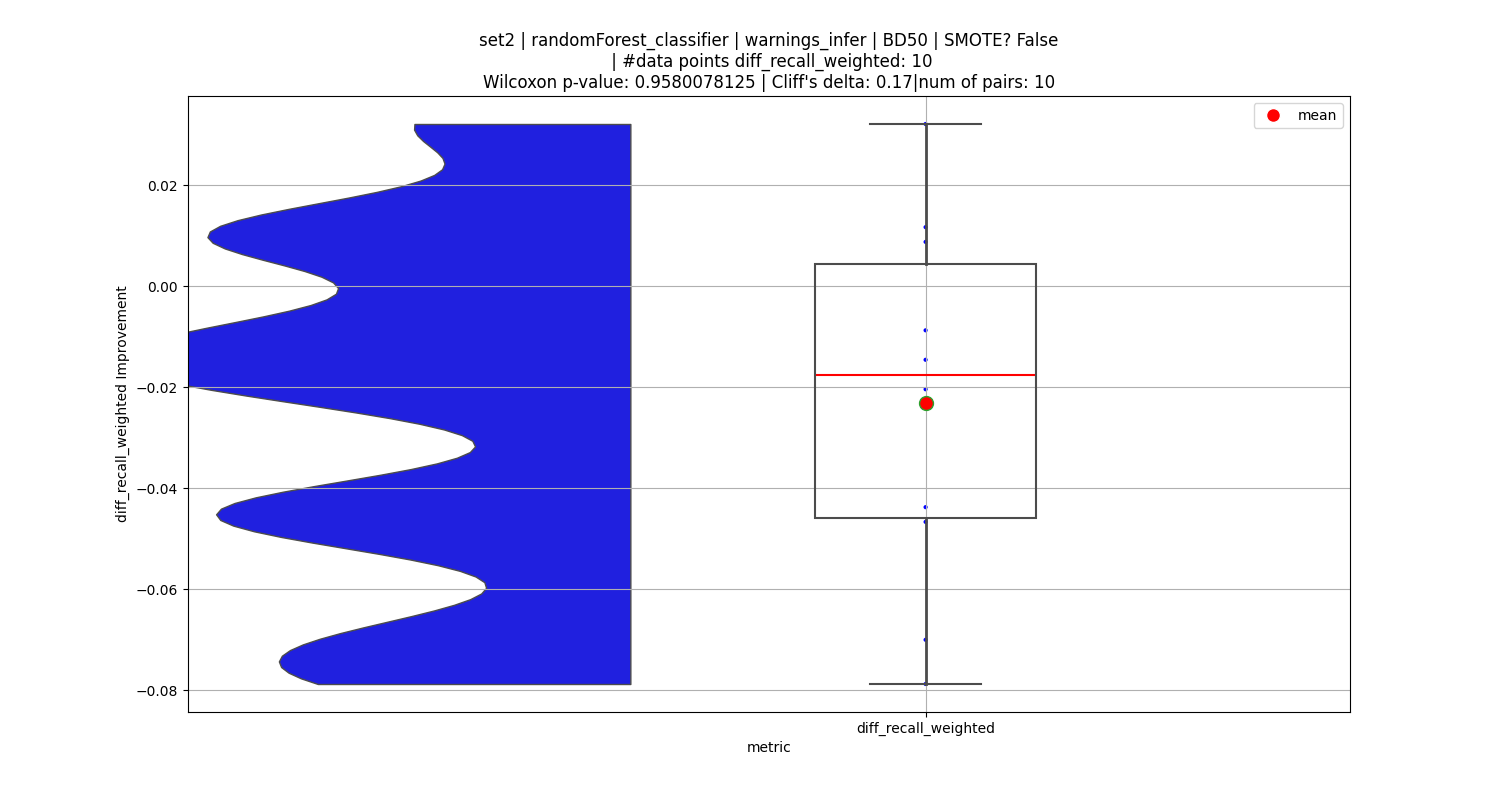 set2 | randomForest_classifier | warnings_infer | BD50 | SMOTE? False
| #data points diff_recall_weighted: 10
Wilcoxon p-value: 0.9580078125 | Cliff's delta: 0.17|num of pairs: 10
mean
0.02
0.00
−0.02
−0.04
−0.06
−0.08
diff_recall_weighted Improvement
diff_recall_weighted
metric